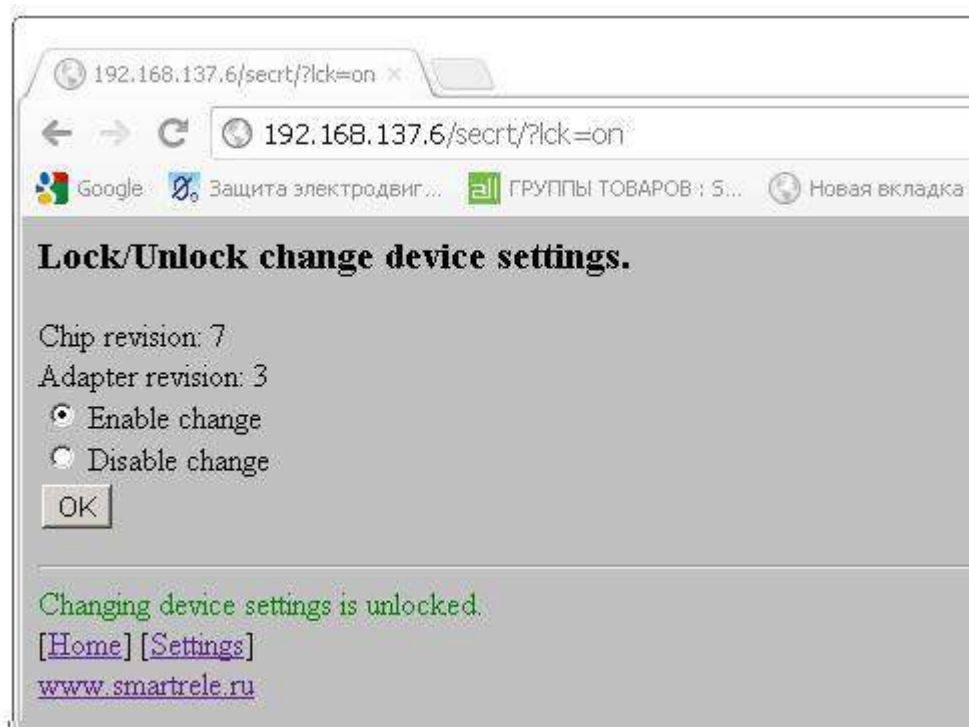 192.168.137.6/secrt/?lck=on
192.168.137.6/secrt/?lck=on
Google Защита электродвиг... all ГРУППЫ ТОВАРОВ : S... Новая вкладка
Lock/Unlock change device settings.
Chip revision: 7
Adapter revision: 3
Enable change
Disable change
OK
Changing device settings is unlocked.
[Home] [Settings]
www.smartrele.ru